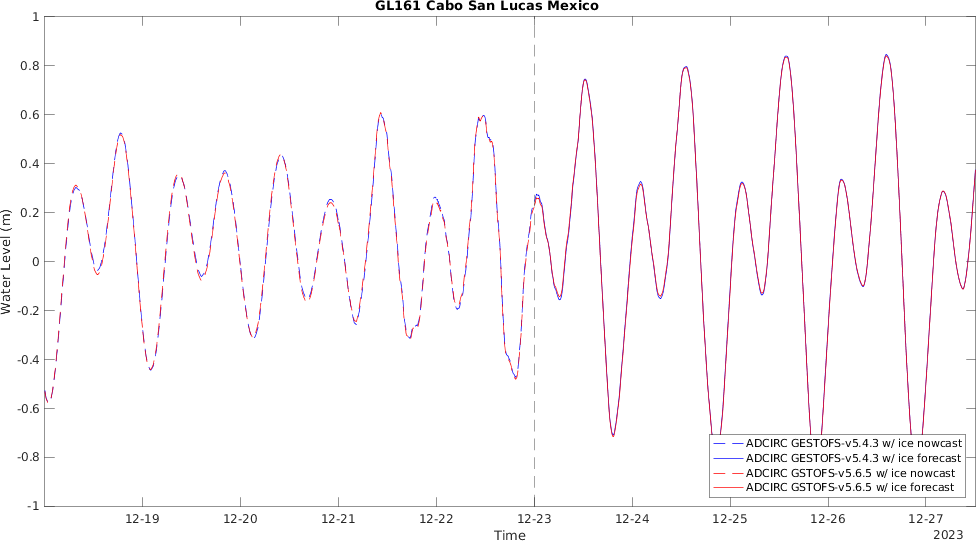 GL161 Cabo San Lucas Mexico
1
0.8
0.6
0.4
0.2
0
-0.2
-0.4
-0.6
-0.8
-1
Water Level (m)
ADCIRC GESTOFS-v5.4.3 w/ ice nowcast
ADCIRC GESTOFS-v5.4.3 w/ ice forecast
ADCIRC GSTOFS-v5.6.5 w/ ice nowcast
ADCIRC GSTOFS-v5.6.5 w/ ice forecast
12-19 12-20 12-21 12-22 12-23 12-24 12-25 12-26 12-27
Time
2023